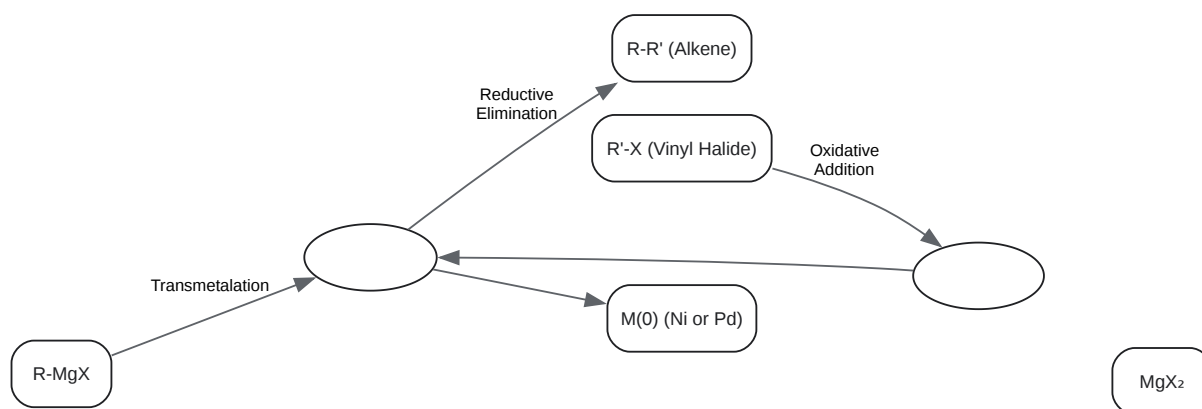 R-R' (Alkene)
Reductive
Elimination
R'-X (Vinyl Halide)
Oxidative
Addition
Transmetalation
M(0) (Ni or Pd)
R-MgX
MgX₂